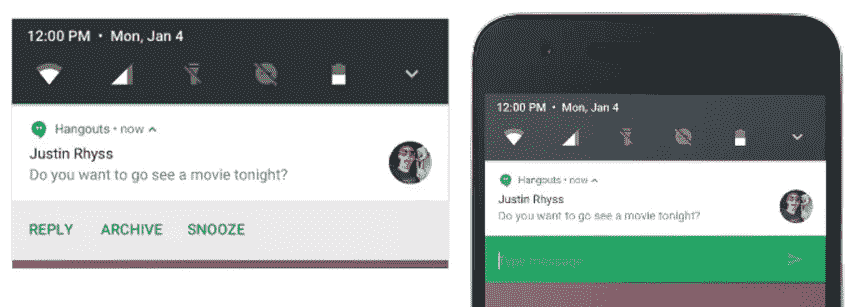 12:00 PM • Mon, Jan 4
Hangouts • now
Justin Rhyss
Do you want to go see a movie tonight?
REPLY ARCHIVE SNOOZE
12:00 PM • Mon, Jan 4
Hangouts • now
Justin Rhyss
Do you want to go see a movie tonight?
Type message